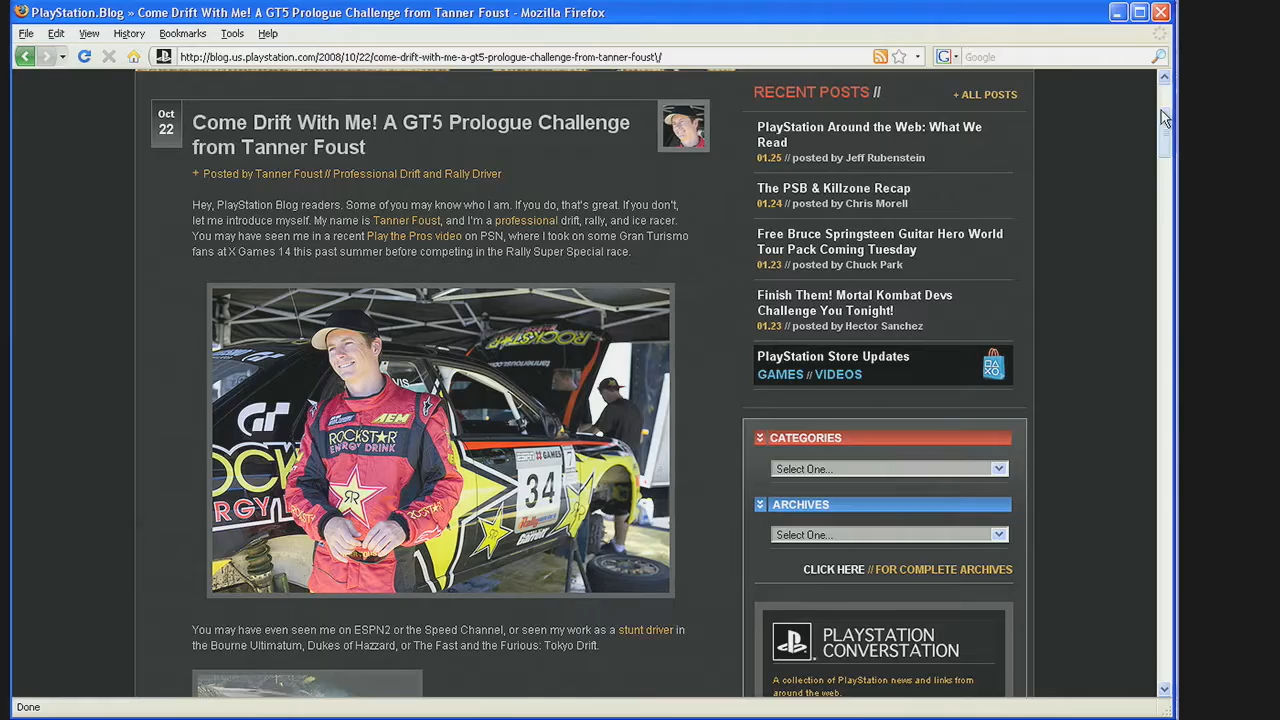 PlayStation.Blog » Come Drift With Me! A GT5 Prologue Challenge from Tanner Foust - Mozilla Firefox
File Edit View History Bookmarks Tools Help
http://blog.us.playstation.com/2008/10/22/come-drift-with-me-a-gt5-prologue-challenge-from-tanner-foust\/
Google
Oct
22
Come Drift With Me! A GT5 Prologue Challenge
from Tanner Foust
+ Posted by Tanner Foust // Professional Drift and Rally Driver
Hey, PlayStation Blog readers. Some of you may know who I am. If you do, that's great. If you don't,
let me introduce myself. My name is Tanner Foust, and I'm a professional drift, rally, and ice racer.
You may have seen me in a recent Play the Pros video on PSN, where I took on some Gran Turismo
fans at X Games 14 this past summer before competing in the Rally Super Special race.
ROCKSTAR
tannerfoust.com
AEM
ROCKSTAR
ENERGY DRINK
GT
ESPN X GAMES
34
Garrett
You may have even seen me on ESPN2 or the Speed Channel, or seen my work as a stunt driver in
the Bourne Ultimatum, Dukes of Hazzard, or The Fast and the Furious: Tokyo Drift.
RECENT POSTS //
+ ALL POSTS
PlayStation Around the Web: What We
Read
01.25 // posted by Jeff Rubenstein
The PSB & Killzone Recap
01.24 // posted by Chris Morell
Free Bruce Springsteen Guitar Hero World
Tour Pack Coming Tuesday
01.23 // posted by Chuck Park
Finish Them! Mortal Kombat Devs
Challenge You Tonight!
01.23 // posted by Hector Sanchez
PlayStation Store Updates
GAMES // VIDEOS
CATEGORIES
Select One...
ARCHIVES
Select One...
CLICK HERE // FOR COMPLETE ARCHIVES
PLAYSTATION
CONVERSTATION
A collection of PlayStation news and links from
around the web.
Done